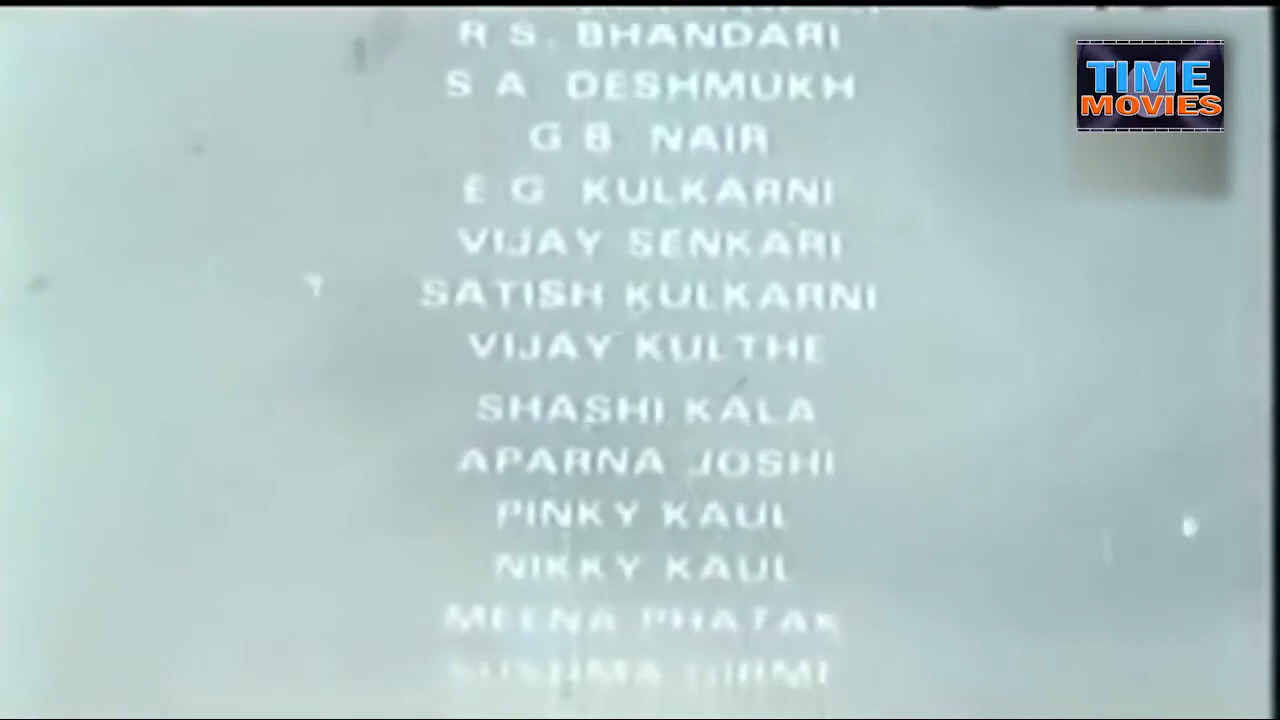 R S. BHANDARI
S A DESHMUKH
G B NAIR
E G KULKARNI
VIJAY SENKARI
SATISH KULKARNI
VIJAY KULTHE
SHASHI KALA
APARNA JOSHI
PINKY KAUL
NIKKY KAUL
MEENA PHATAK
SUSHMA
TIME
MOVIES